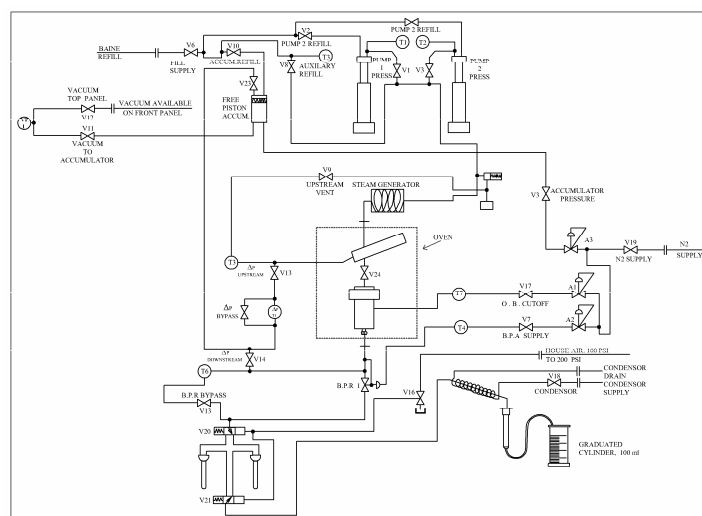 V2
PUMP 2 REFILL
PUMP 2 REFILL
BAINE
REFILL
V6
FILL
SUPPLY
V10
ACCUM.REFILL
T3
V8
AUXILARY
REFILL
T1
T2
PUMP
1
PRESS
V1
V3
PUMP
2
PRESS
V23
FREE
PISTON
ACCUM.
VACUUM
TOP PANEL
V12
VACUUM AVAILABLE
ON FRONT PANEL
V11
VACUUM
TO
ACCUMULATOR
V9
UPSTREAM
VENT
STEAM GENERATOR
V3
ACCUMULATOR
PRESSURE
OVEN
A3
V19
N2 SUPPLY
N2
SUPPLY
T3
ΔP
UPSTREAM
V13
V24
ΔP
BYPASS
V17
O . B. CUTOFF
A1
T4
V7
B.P.A SUPPLY
A2
ΔP
DOWNSTREAM
V14
T6
B.P.R 1
HOUSE AIR, 100 PSI
TO 200 PSI
CONDENSOR
DRAIN
V18
CONDENSOR
CONDENSOR
SUPPLY
V16
B.P.R BYPASS
V13
V20
V21
GRADUATED
CYLINDER, 100 ml